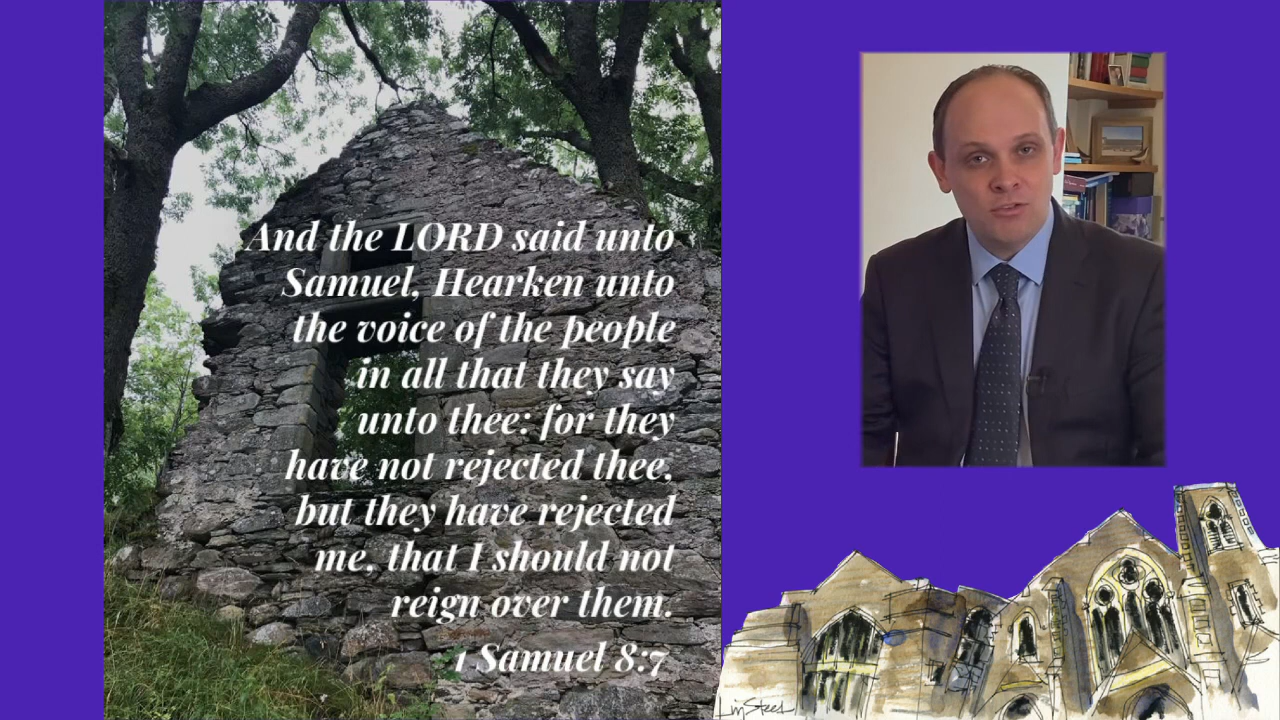 And the LORD said unto
Samuel, Hearken unto
the voice of the people
in all that they say
unto thee: for they
have not rejected thee,
but they have rejected
me, that I should not
reign over them.
1 Samuel 8:7